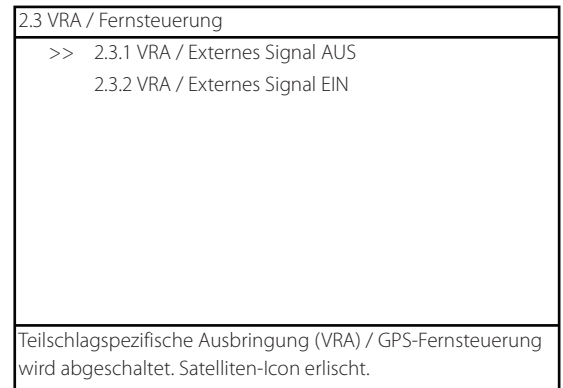 2.3 VRA / Fernsteuerung
>> 2.3.1 VRA / Externes Signal AUS
2.3.2 VRA / Externes Signal EIN
Teilschlagspezifische Ausbringung (VRA) / GPS-Fernsteuerung
wird abgeschaltet. Satelliten-Icon erlischt.